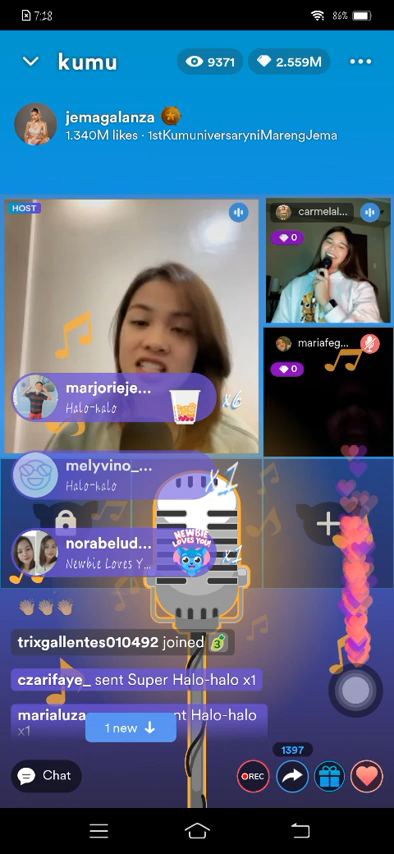 7:18
86%
kumu
9371
2.559M
jemagalanza
1.340M likes · 1stKumuniversaryniMarengJema
HOST
carmelal...
0
mariafeg...
0
marjorieje...
Halo-halo
x6
melyvino_...
Halo-halo
x1
norabelud...
Newbie Loves Y...
NEWBIE LOVES YOU!
x1
trixgallentes010492 joined
3
czarifaye_ sent Super Halo-halo x1
marialuza
nt Halo-halo
x1
1 new
1397
Chat
REC